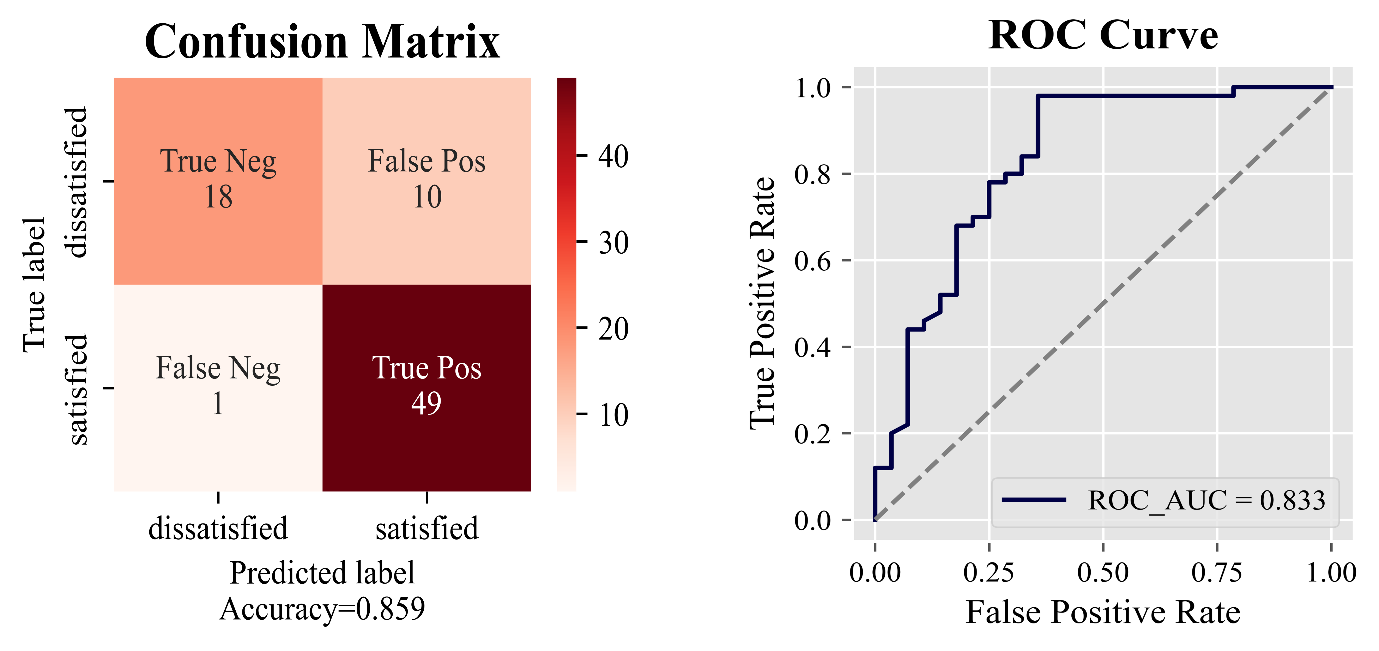 Confusion Matrix
True label
dissatisfied
satisfied
True Neg
18
False Pos
10
False Neg
1
True Pos
49
40
30
20
10
dissatisfied
satisfied
Predicted label
Accuracy=0.859
ROC Curve
True Positive Rate
1.0
0.8
0.6
0.4
0.2
0.0
ROC_AUC = 0.833
0.00
0.25
0.50
0.75
1.00
False Positive Rate